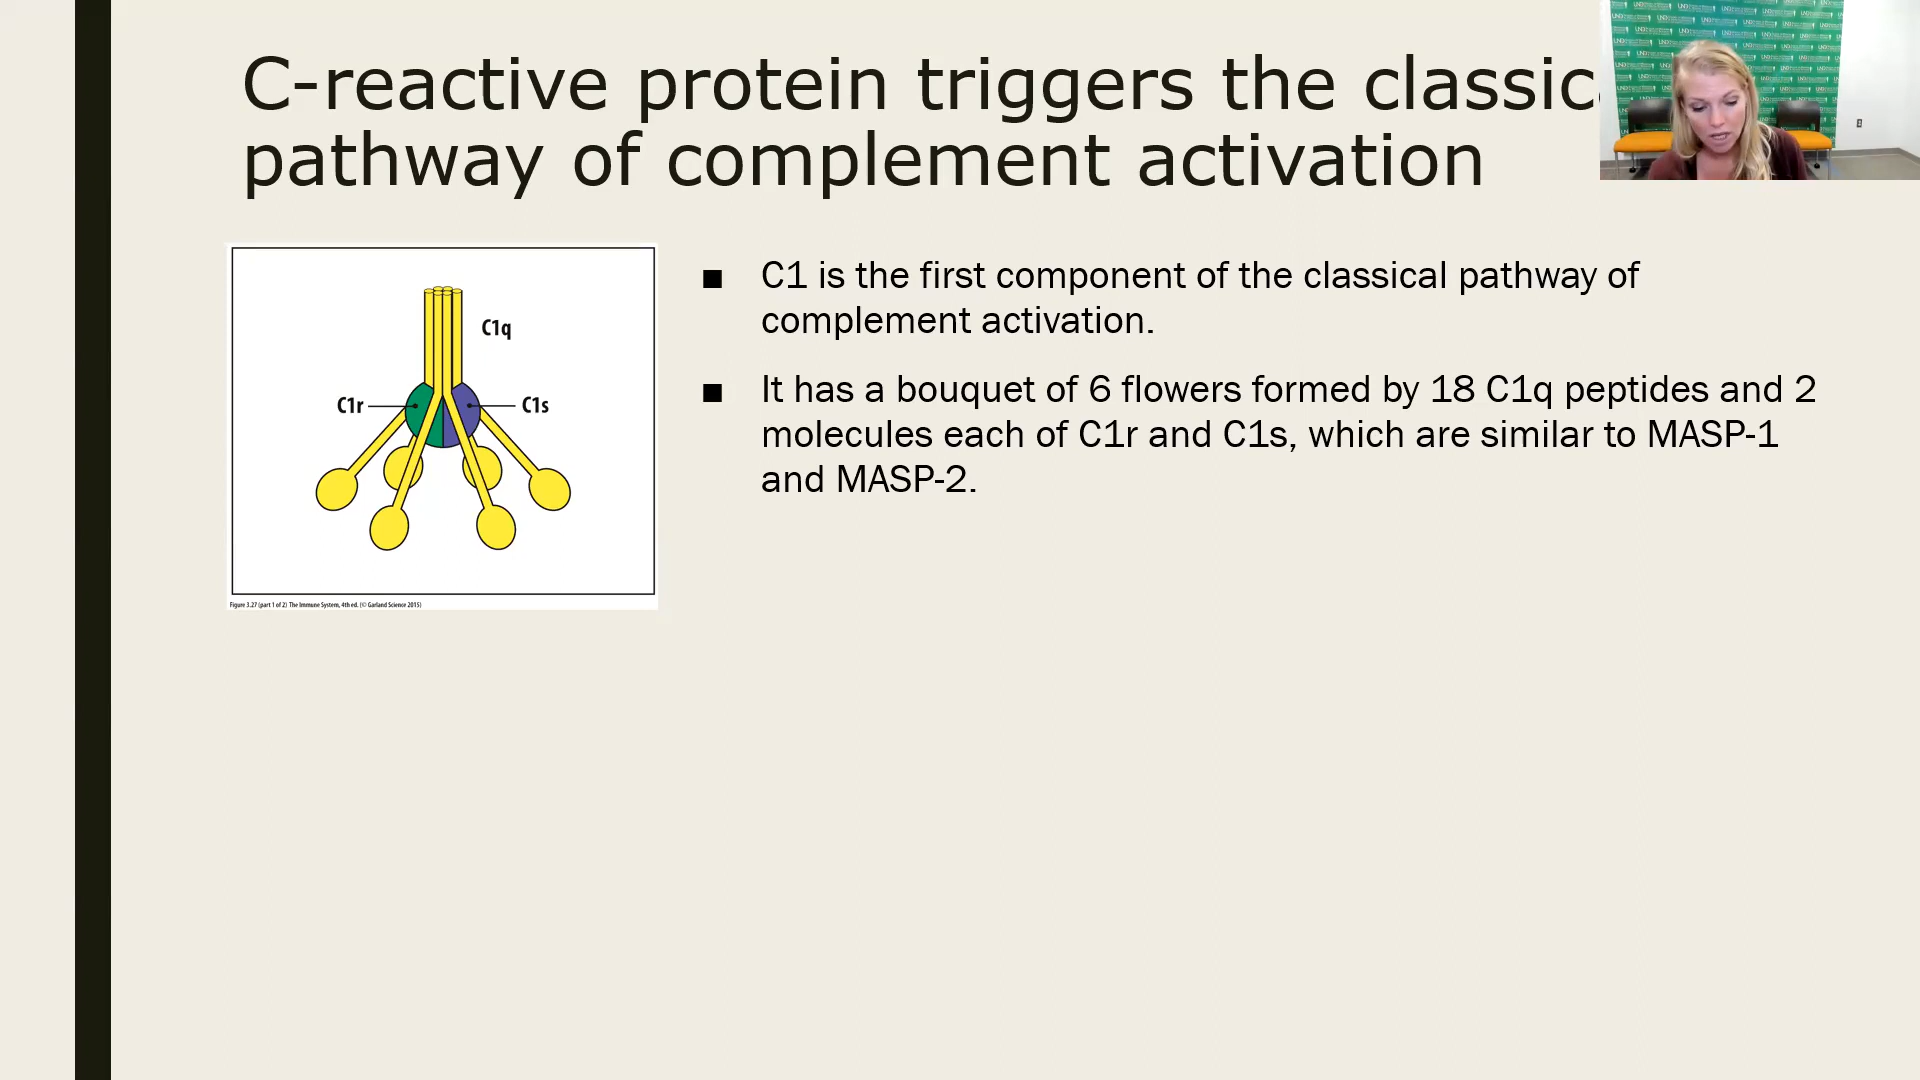 C-reactive protein triggers the classic
pathway of complement activation
C1q
C1r
C1s
Figure 3.27 (part 1 of 2) The Immune System, 4th ed. (© Garland Science 2015)
■ C1 is the first component of the classical pathway of
complement activation.
■ It has a bouquet of 6 flowers formed by 18 C1q peptides and 2
molecules each of C1r and C1s, which are similar to MASP-1
and MASP-2.